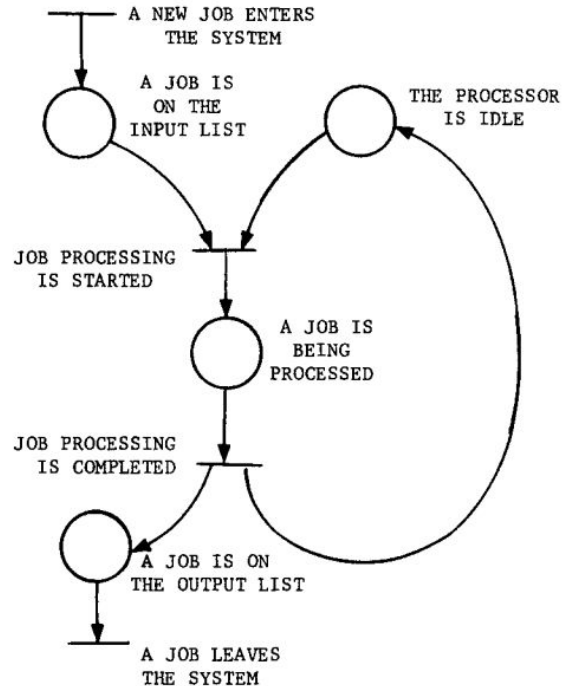 A NEW JOB ENTERS
THE SYSTEM
A JOB IS
ON THE
INPUT LIST
THE PROCESSOR
IS IDLE
JOB PROCESSING
IS STARTED
A JOB IS
BEING
PROCESSED
JOB PROCESSING
IS COMPLETED
A JOB IS ON
THE OUTPUT LIST
A JOB LEAVES
THE SYSTEM